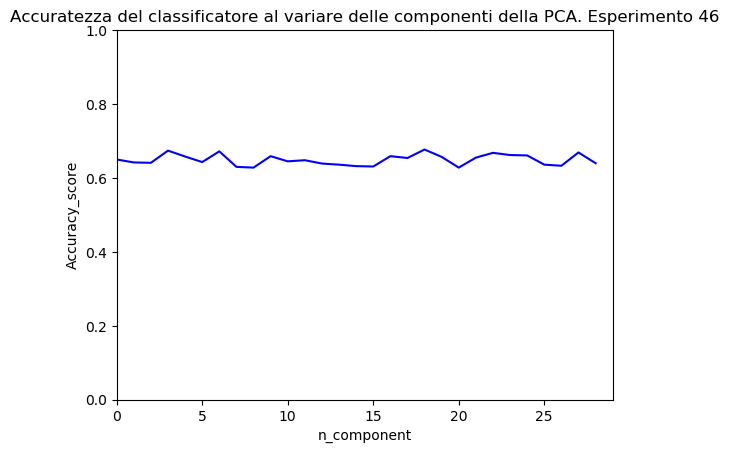 Accuratezza del classificatore al variare delle componenti della PCA. Esperimento 46
1.0
0.8
0.6
0.4
0.2
0.0
Accuracy_score
0 5 10 15 20 25
n_component